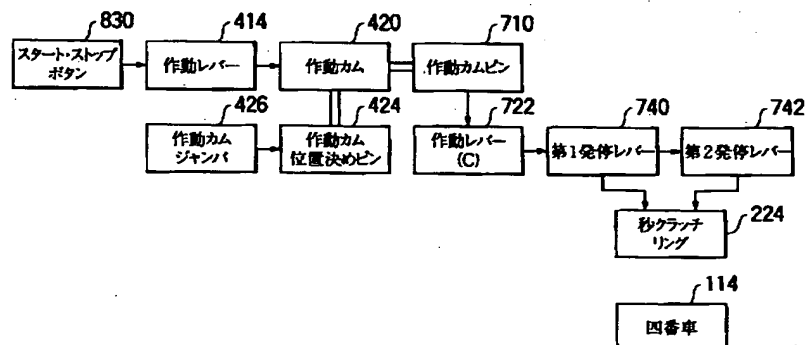 830
414
420
710
スタート・ストップ
ボタン
作動レバー
作動カム
作動カムピン
426
424
722
740
742
作動カム
ジャンパ
作動カム
位置決めピン
作動レバー
(C)
第1発停レバー
第2発停レバー
秒クラッチ
リング
224
114
四番車